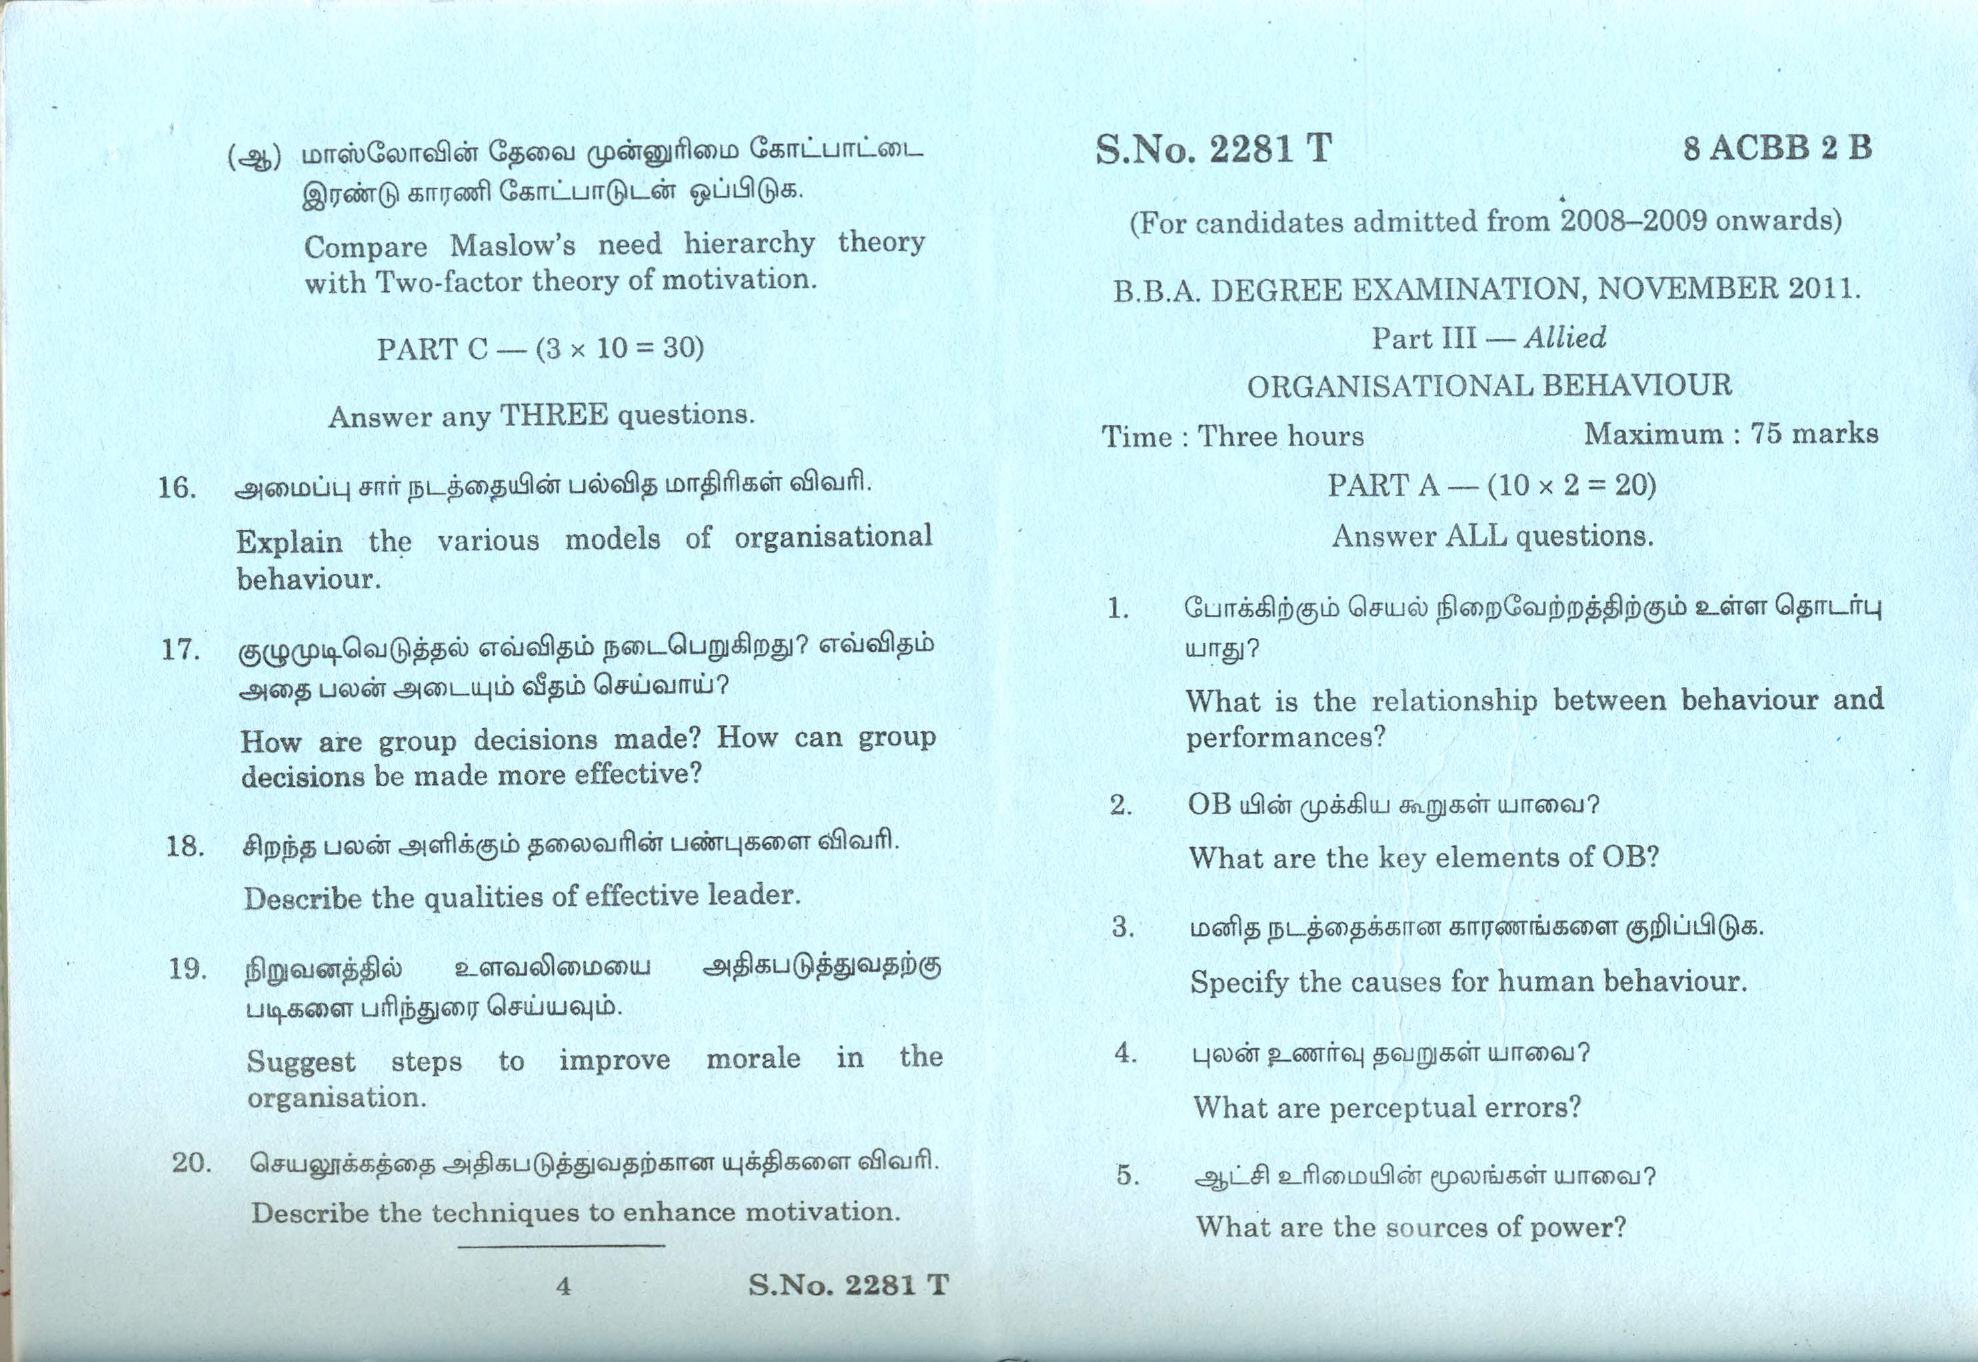 (ஆ) மாஸ்லோவின் தேவை முன்னுரிமை கோட்பாட்டை
இரண்டு காரணி கோட்பாடுடன் ஒப்பிடுக.
Compare Maslow's need hierarchy theory
with Two-factor theory of motivation.
PART C — (3 × 10 = 30)
Answer any THREE questions.
16. அமைப்பு சார் நடத்தையின் பல்வித மாதிரிகள் விவரி.
Explain the various models of organisational
behaviour.
17. குழுமுடிவெடுத்தல் எவ்விதம் நடைபெறுகிறது? எவ்விதம்
அதை பலன் அடையும் வீதம் செய்வாய்?
How are group decisions made? How can group
decisions be made more effective?
18. சிறந்த பலன் அளிக்கும் தலைவரின் பண்புகளை விவரி.
Describe the qualities of effective leader.
19. நிறுவனத்தில் உளவலிமையை அதிகபடுத்துவதற்கு
படிகளை பரிந்துரை செய்யவும்.
Suggest steps to improve morale in the
organisation.
20. செயலூக்கத்தை அதிகபடுத்துவதற்கான யுக்திகளை விவரி.
Describe the techniques to enhance motivation.
4 S.No. 2281 T
S.No. 2281 T 8 ACBB 2 B
(For candidates admitted from 2008–2009 onwards)
B.B.A. DEGREE EXAMINATION, NOVEMBER 2011.
Part III — Allied
ORGANISATIONAL BEHAVIOUR
Time : Three hours Maximum : 75 marks
PART A — (10 × 2 = 20)
Answer ALL questions.
1. போக்கிற்கும் செயல் நிறைவேற்றத்திற்கும் உள்ள தொடர்பு
யாது?
What is the relationship between behaviour and
performances?
2. OB யின் முக்கிய கூறுகள் யாவை?
What are the key elements of OB?
3. மனித நடத்தைக்கான காரணங்களை குறிப்பிடுக.
Specify the causes for human behaviour.
4. புலன் உணர்வு தவறுகள் யாவை?
What are perceptual errors?
5. ஆட்சி உரிமையின் மூலங்கள் யாவை?
What are the sources of power?